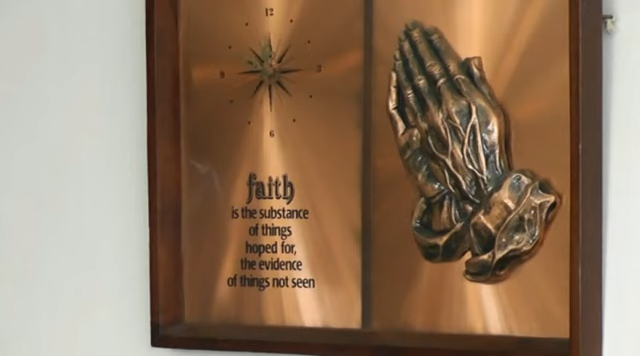 12
9 3
6
faith
is the substance
of things
hoped for,
the evidence
of things not seen